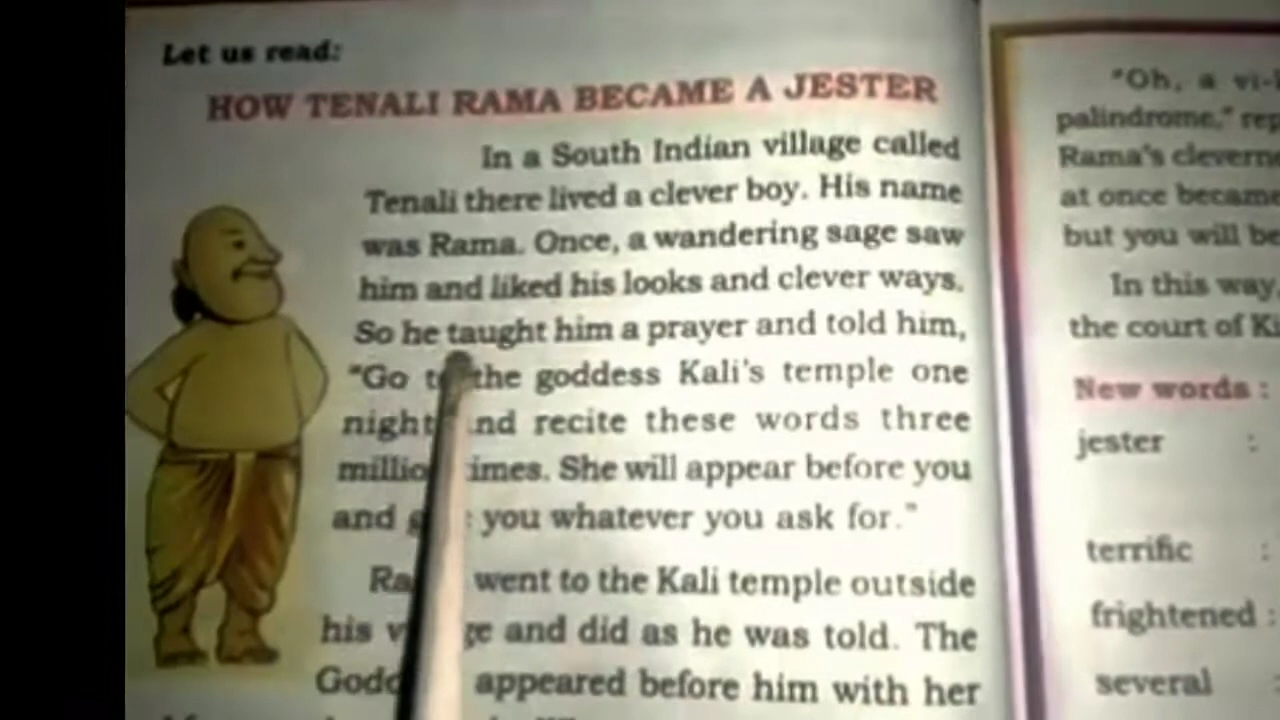 Let us read:
HOW TENALI RAMA BECAME A JESTER
In a South Indian village called
Tenali there lived a clever boy. His name
was Rama. Once, a wandering sage saw
him and liked his looks and clever ways.
So he taught him a prayer and told him,
"Go the goddess Kali's temple one
night recite these words three
She will appear before you
and you whatever you ask for."
went to the Kali temple outside
his and did as he was told. The
appeared before him with her
"Oh, a
palindrome,"
Rama's
at once became
but you will be
In this way,
the court of
New words :
jester :
terrific :
frightened :
several :